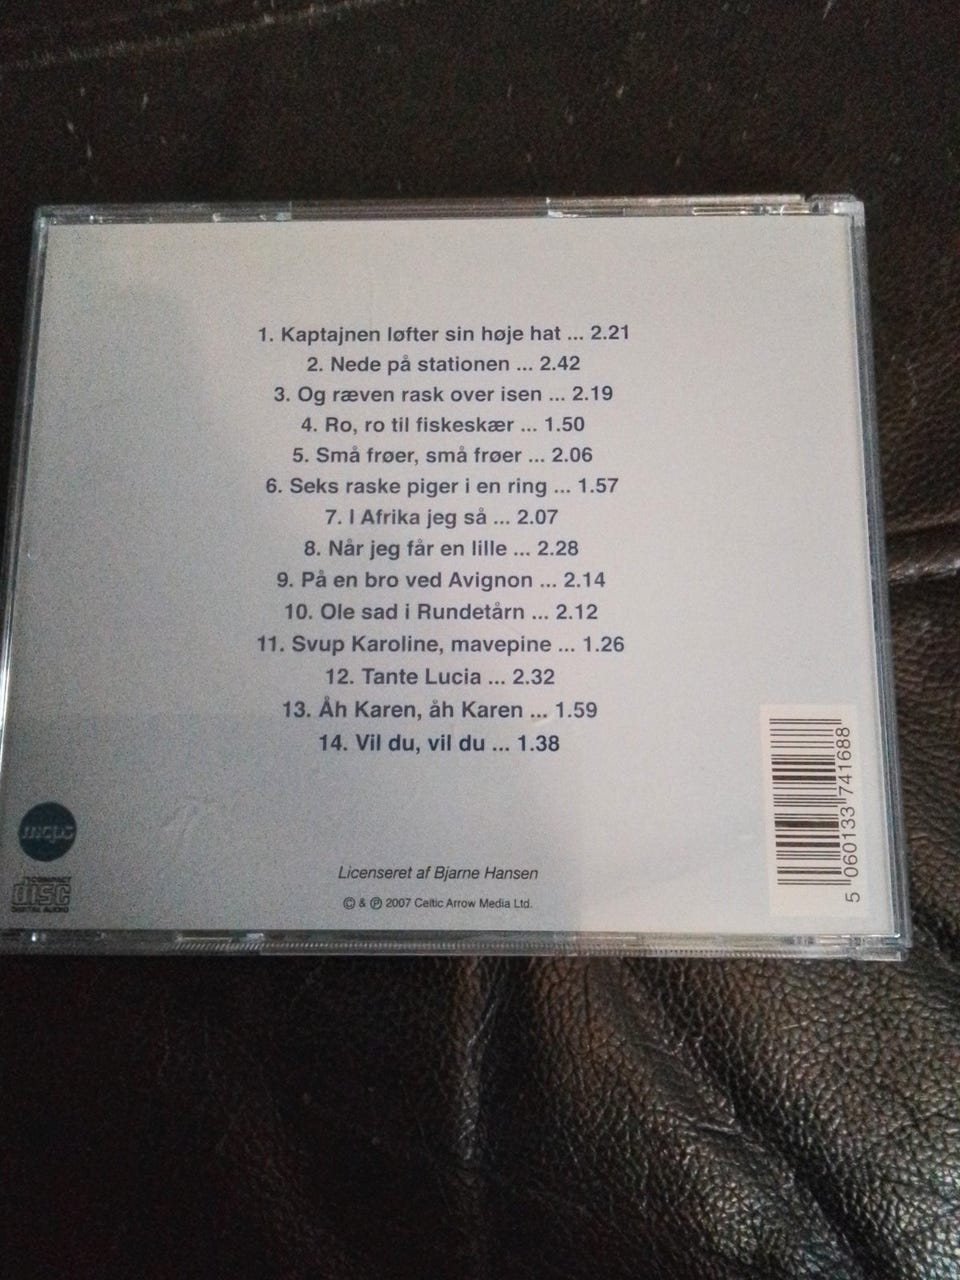 1. Kaptajnen løfter sin høje hat ... 2.21
2. Nede på stationen ... 2.42
3. Og ræven rask over isen ... 2.19
4. Ro, ro til fiskeskær ... 1.50
5. Små frøer, små frøer ... 2.06
6. Seks raske piger i en ring ... 1.57
7. I Afrika jeg så ... 2.07
8. Når jeg får en lille ... 2.28
9. På en bro ved Avignon ... 2.14
10. Ole sad i Rundetårn ... 2.12
11. Svup Karoline, mavepine ... 1.26
12. Tante Lucia ... 2.32
13. Åh Karen, åh Karen ... 1.59
14. Vil du, vil du ... 1.38
mcps
COMPACT
disc
DIGITAL AUDIO
Licenseret af Bjarne Hansen
© & ℗ 2007 Celtic Arrow Media Ltd.
5 060133 741688